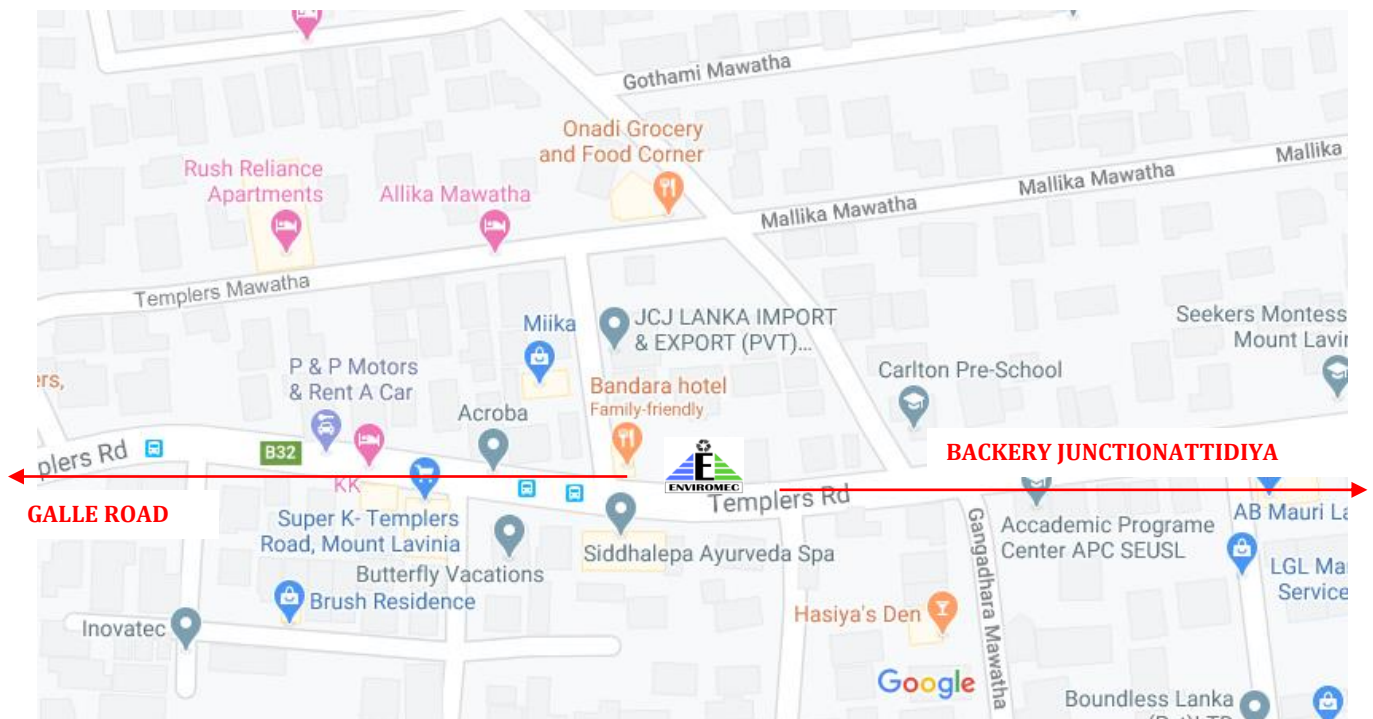 Gothami Mawatha
Onadi Grocery
and Food Corner
Mallika
Mallika Mawatha
Mallika Mawatha
Rush Reliance
Apartments
Allika Mawatha
Templers Mawatha
Miika
JCJ LANKA IMPORT
& EXPORT (PVT)...
Seekers Montess
Mount Lavin
P & P Motors
& Rent A Car
Carlton Pre-School
ers,
Bandara hotel
Family-friendly
Acroba
plers Rd
B32
BACKERY JUNCTIONATTIDIYA
ENVIROMEC
KK
Templers Rd
GALLE ROAD
Super K- Templers
Road, Mount Lavinia
Siddhalepa Ayurveda Spa
Gangadhara Mawatha
Accademic Programe
Center APC SEUSL
AB Mauri La
LGL Ma
Service
Butterfly Vacations
Brush Residence
Hasiya's Den
Inovatec
Google
Boundless Lanka
(Pvt)LTD